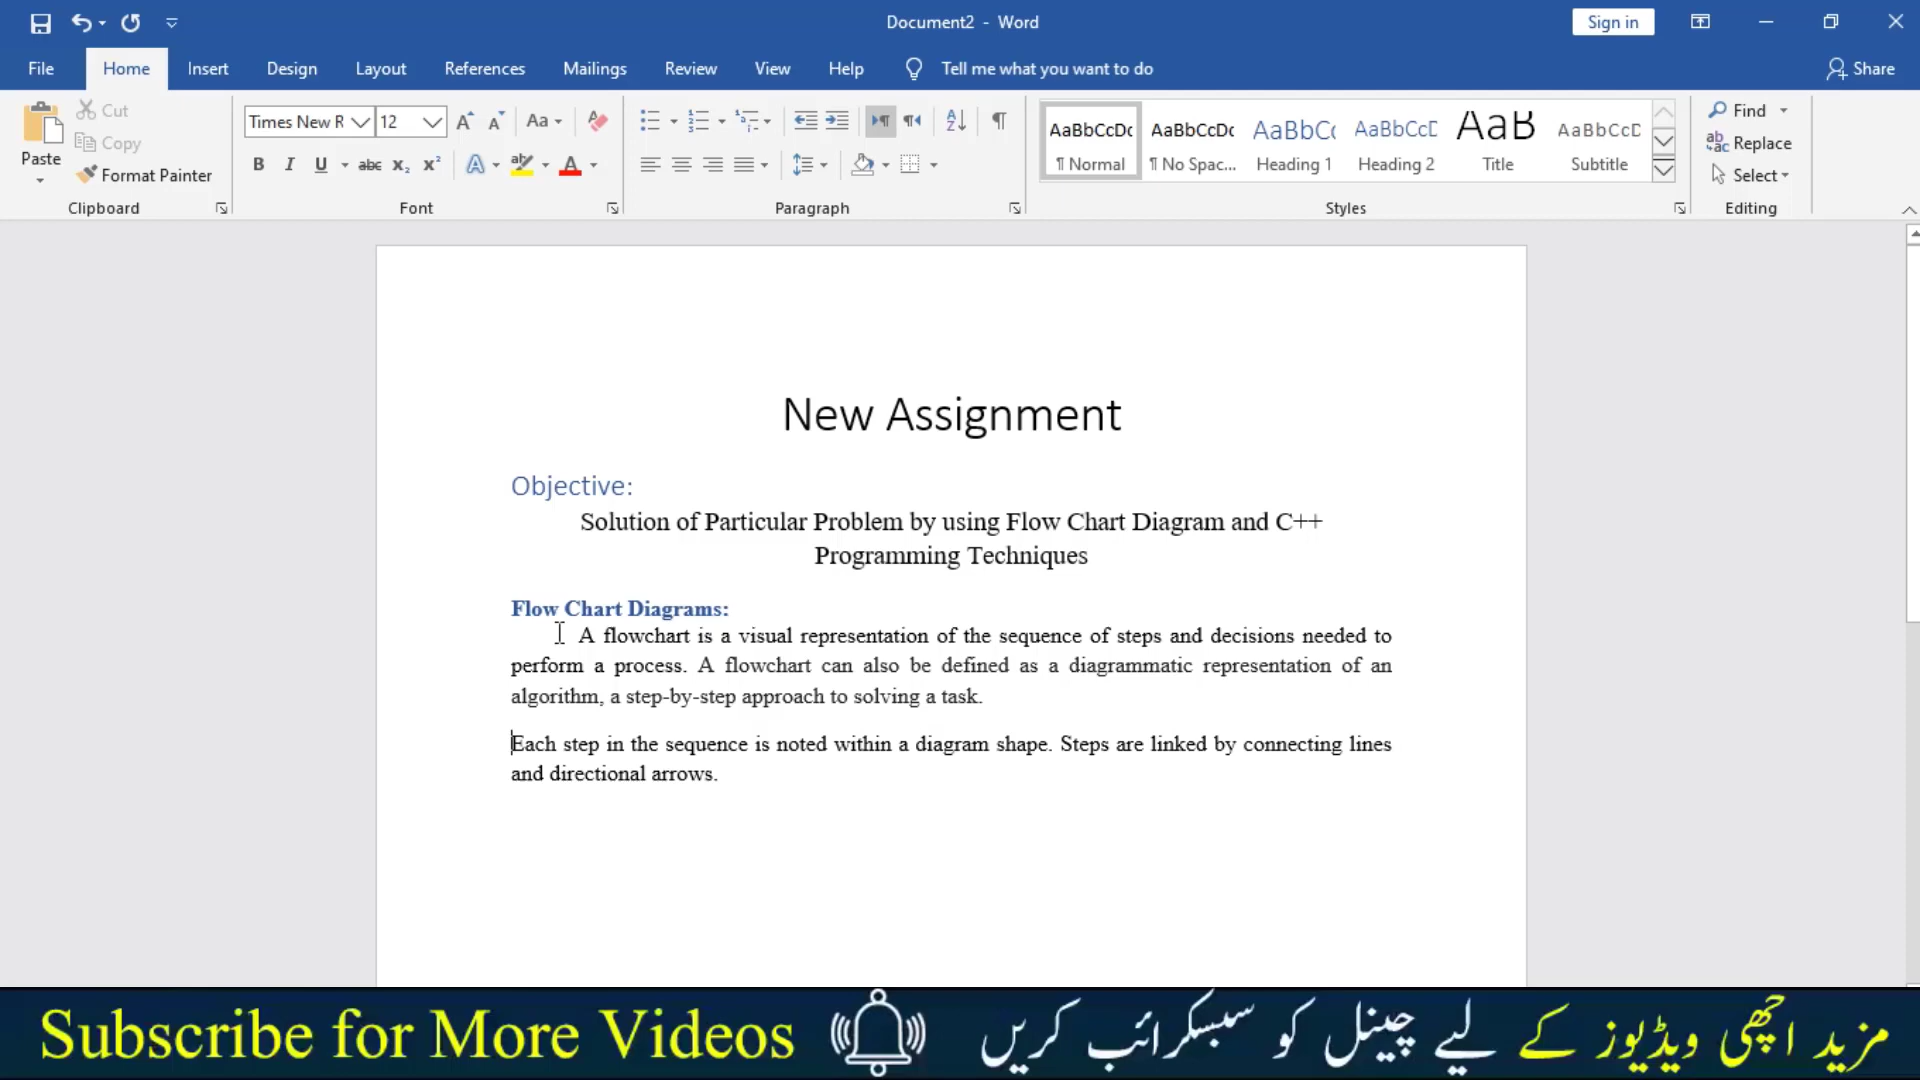 Document2 - Word
Sign in
File Home Insert Design Layout References Mailings Review View Help Tell me what you want to do Share
Paste
Cut
Copy
Format Painter
Clipboard
Times New R 12
Aa
B I U abc x₂ x²
A ab A
Font
A Z ¶
Paragraph
AaBbCcDc AaBbCcDc AaBbCc AaBbCcD AaB AaBbCcD
¶ Normal ¶ No Spac... Heading 1 Heading 2 Title Subtitle
Styles
Find
Replace
Select
Editing
New Assignment
Objective:
Solution of Particular Problem by using Flow Chart Diagram and C++
Programming Techniques
Flow Chart Diagrams:
A flowchart is a visual representation of the sequence of steps and decisions needed to
perform a process. A flowchart can also be defined as a diagrammatic representation of an
algorithm, a step-by-step approach to solving a task.
Each step in the sequence is noted within a diagram shape. Steps are linked by connecting lines
and directional arrows.
Subscribe for More Videos
مزید اچھی ویڈیوز کے لیے چینل کو سبسکرائب کریں